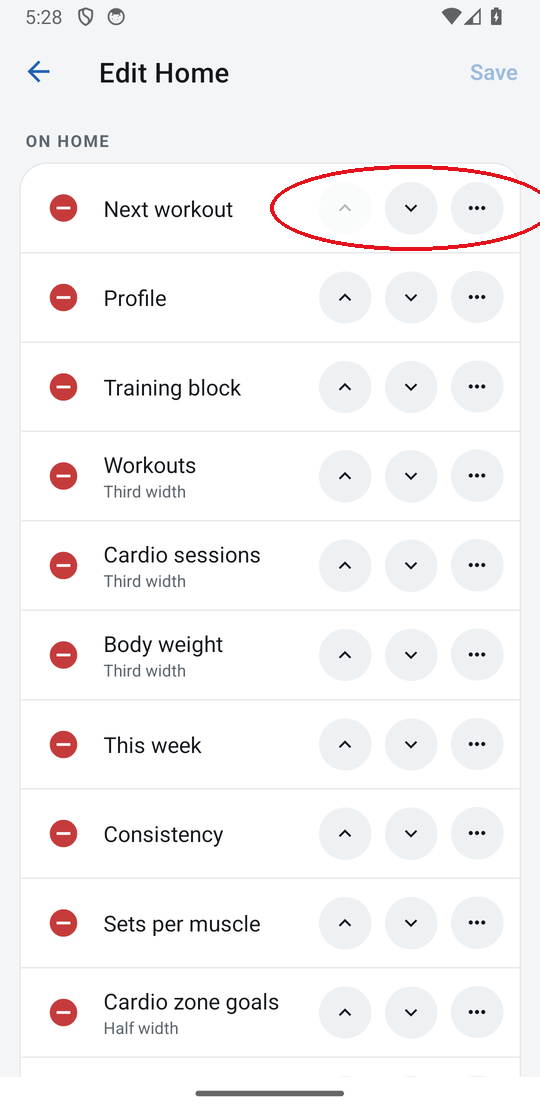 5:28
Edit Home
Save
ON HOME
Next workout
Profile
Training block
Workouts
Third width
Cardio sessions
Third width
Body weight
Third width
This week
Consistency
Sets per muscle
Cardio zone goals
Half width